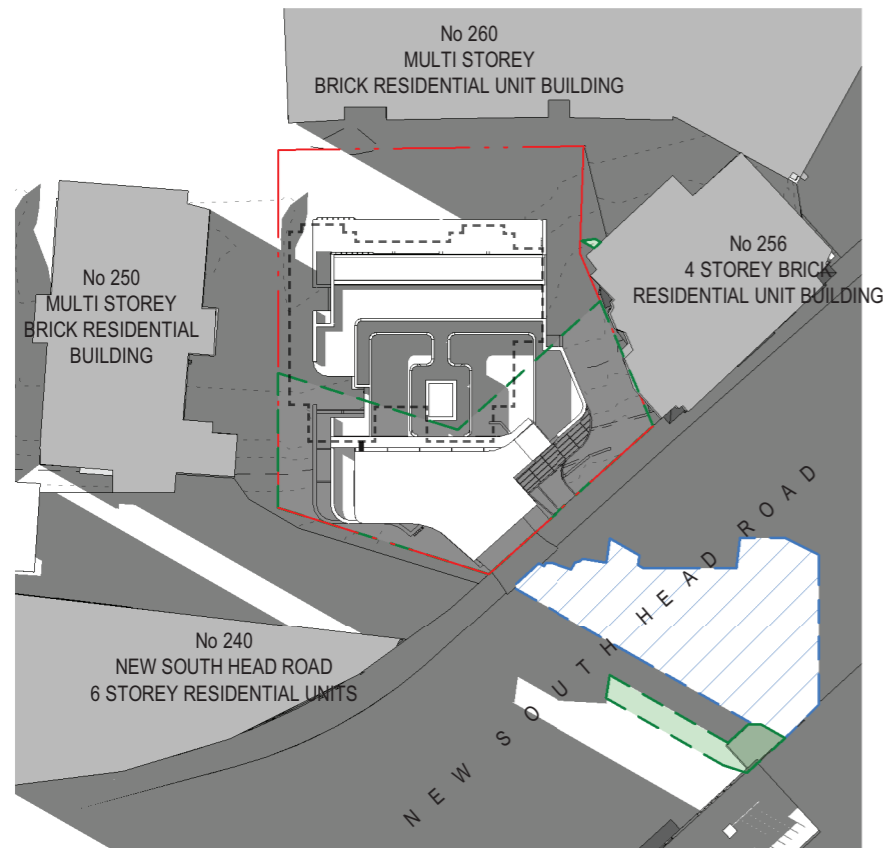 No 260
MULTI STOREY
BRICK RESIDENTIAL UNIT BUILDING
No 256
4 STOREY BRICK
RESIDENTIAL UNIT BUILDING
No 250
MULTI STOREY
BRICK RESIDENTIAL
BUILDING
No 240
NEW SOUTH HEAD ROAD
6 STOREY RESIDENTIAL UNITS
NEW SOUTH HEAD ROAD